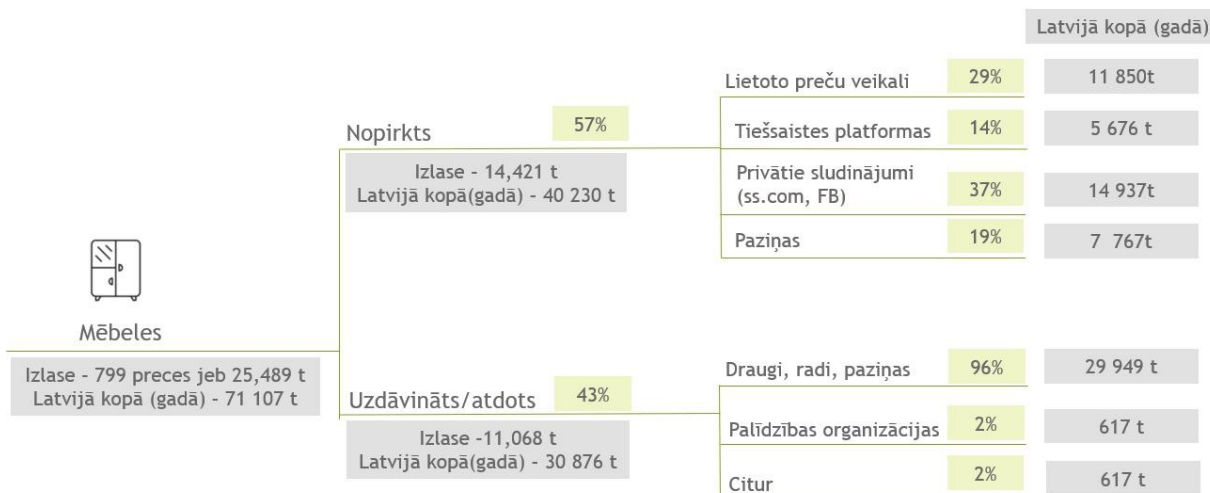 Latvijā kopā (gadā)
Lietoto preču veikali 29% 11 850t
Nopirkts 57%
Tiešsaistes platformas 14% 5 676 t
Izlase - 14,421 t
Latvijā kopā(gadā) - 40 230 t
Privātie sludinājumi
(ss.com, FB) 37% 14 937t
Paziņas 19% 7 767t
Mēbeles
Izlase - 799 preces jeb 25,489 t
Latvijā kopā (gadā) - 71 107 t
Draugi, radi, paziņas 96% 29 949 t
Uzdāvināts/atdots 43%
Izlase -11,068 t
Latvijā kopā(gadā) - 30 876 t
Palīdzības organizācijas 2% 617 t
Citur 2% 617 t